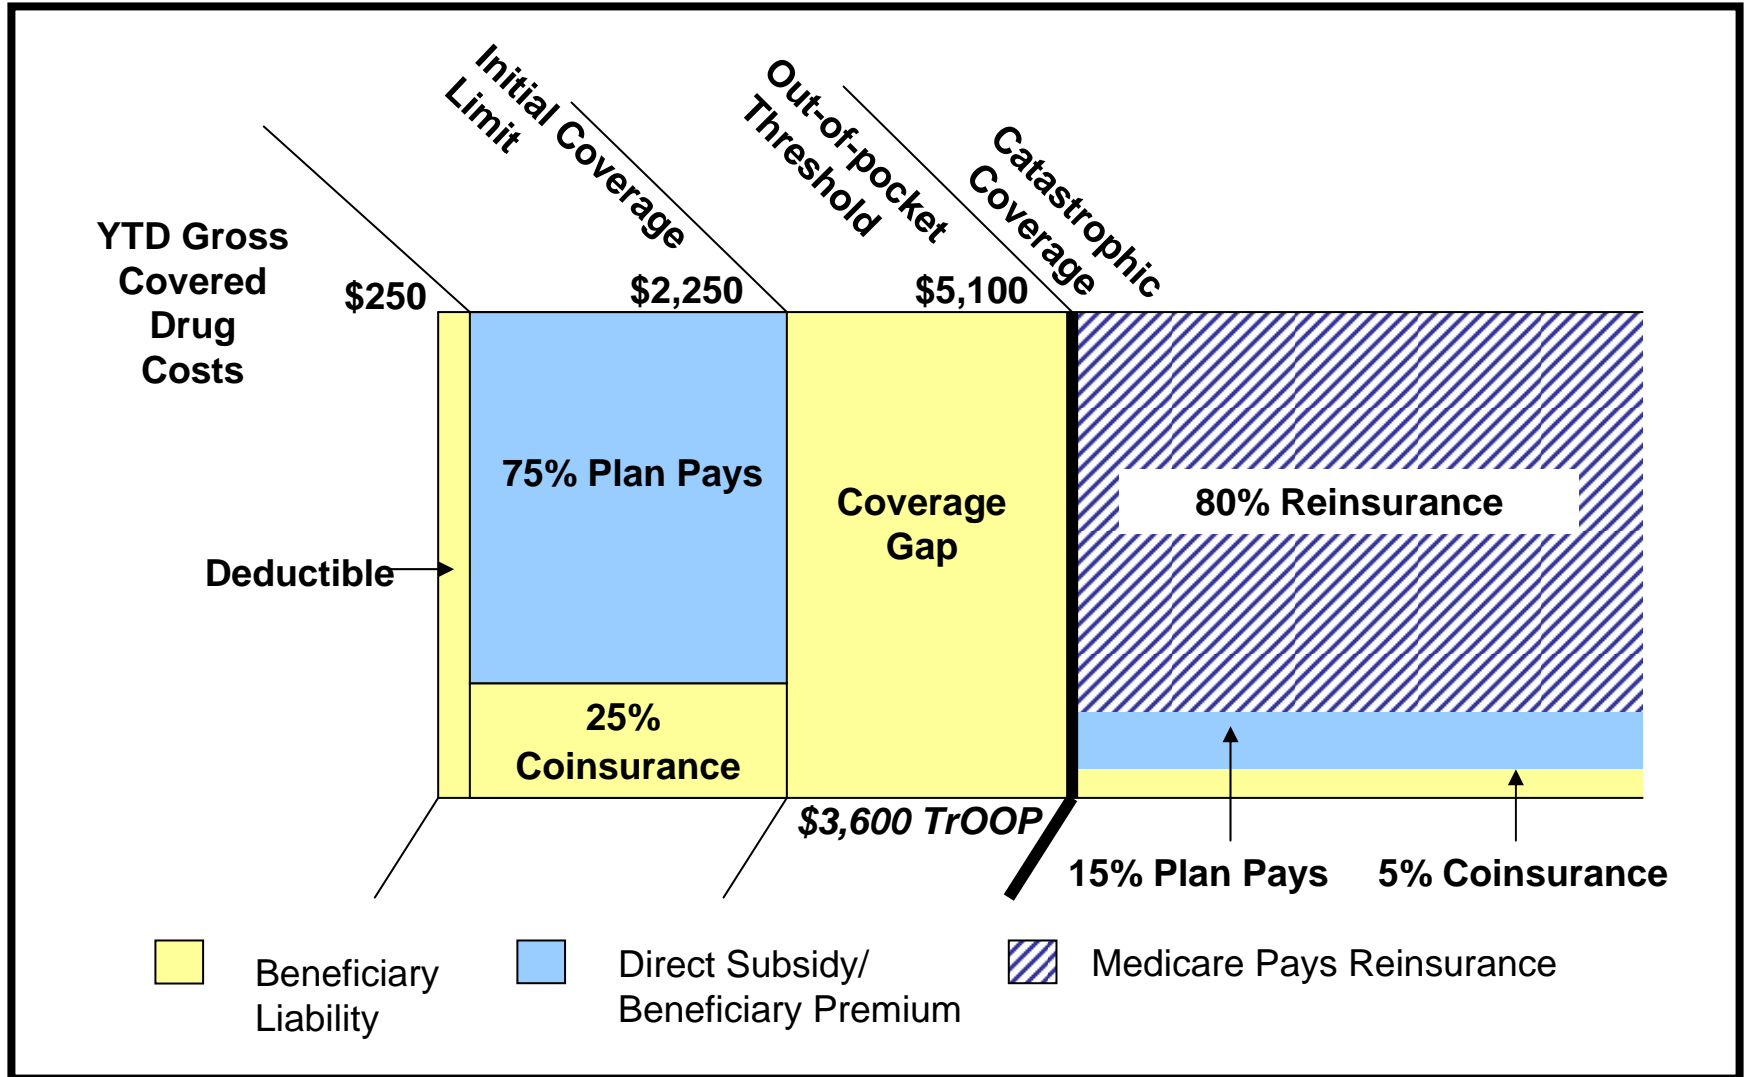 Initial Coverage
Limit
Out-of-pocket
Threshold
Catastrophic
Coverage
YTD Gross
Covered
Drug
Costs
$250
$2,250
$5,100
75% Plan Pays
Coverage
Gap
80% Reinsurance
Deductible
25%
Coinsurance
$3,600 TrOOP
15% Plan Pays
5% Coinsurance
Beneficiary
Liability
Direct Subsidy/
Beneficiary Premium
Medicare Pays Reinsurance